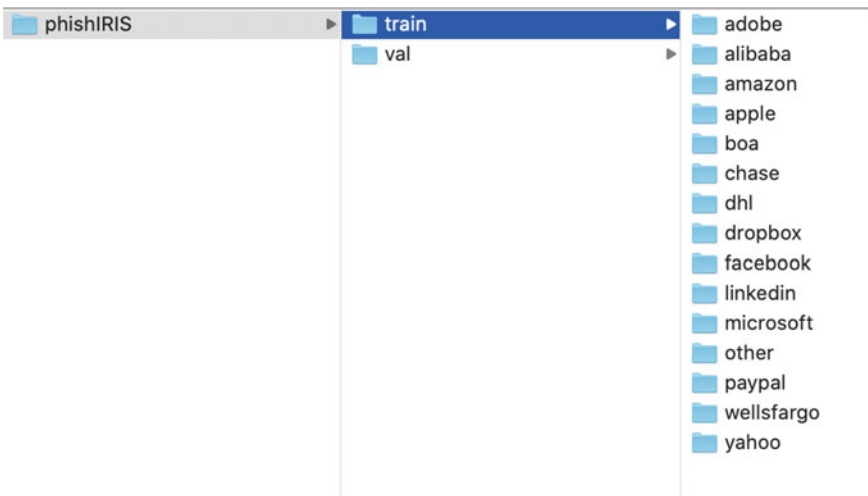 phishIRIS
train
val
adobe
alibaba
amazon
apple
boa
chase
dhl
dropbox
facebook
linkedin
microsoft
other
paypal
wellsfargo
yahoo